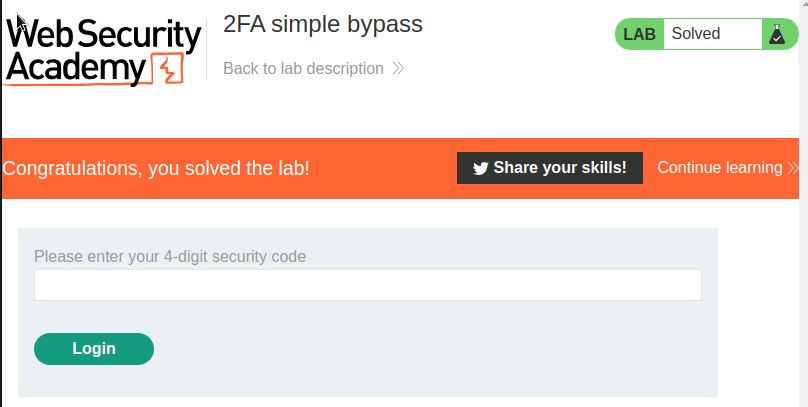 Web Security
Academy
2FA simple bypass
Back to lab description
LAB Solved
Congratulations, you solved the lab!
Share your skills!
Continue learning
Please enter your 4-digit security code
Login